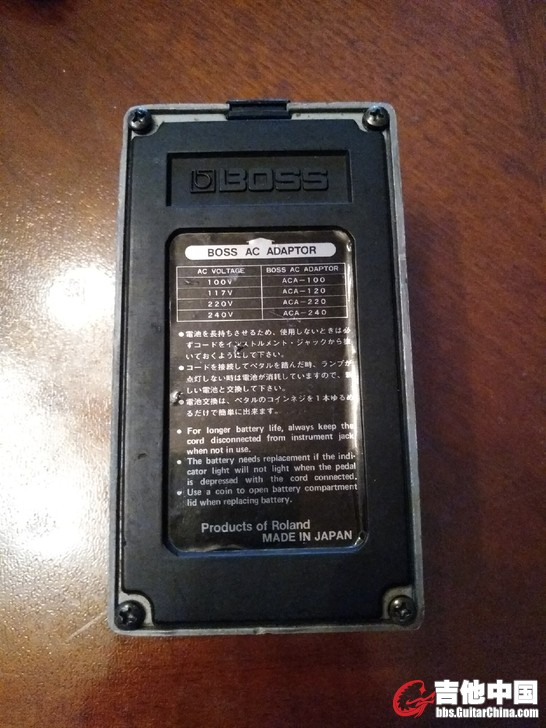 BOSS
BOSS AC ADAPTOR
AC VOLTAGE BOSS AC ADAPTOR
100V ACA-100
117V ACA-120
220V ACA-220
240V ACA-240
●電池を長持ちさせるため、使用しないときは必
ずコードをインストルメント・ジャックから抜
いておくようにして下さい。
●コードを接続してペダルを踏んだ時、ランプが
点灯しない時は電池が消耗していますので、新
しい電池と交換して下さい。
●電池交換は、ペダルのコインネジを1本ゆるめ
るだけで簡単に出来ます。
● For longer battery life, always keep the
cord disconnected from instrument jack
when not in use.
● The battery needs replacement if the indi-
cator light will not light when the pedal
is depressed with the cord connected.
● Use a coin to open battery compartment
lid when replacing battery.
Products of Roland
MADE IN JAPAN
吉他中国
bbs.GuitarChina.com